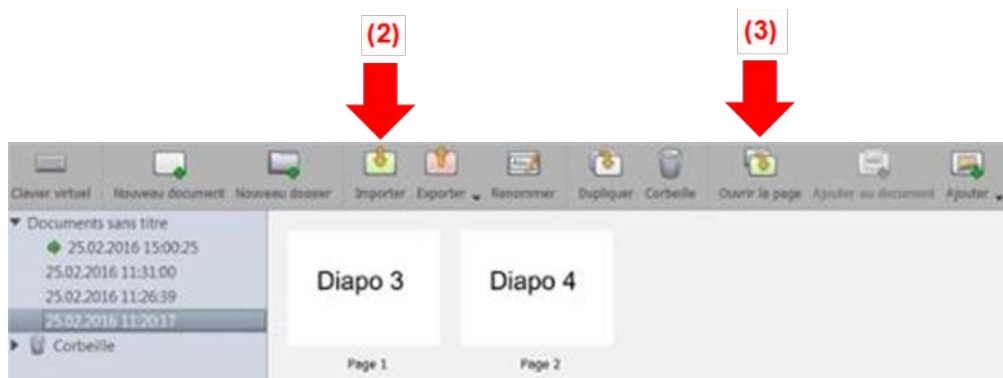 (2) (3)
Clavier virtuel Nouveau document Nouveau dossier Importer Exporter Renommer Dupliquer Corbeille Ouvrir la page Ajouter au document Ajouter
Documents sans titre
25.02.2016 15:00:25
25.02.2016 11:31:00
25.02.2016 11:26:39
25.02.2016 11:20:17
Corbeille
Diapo 3 Diapo 4
Page 1 Page 2